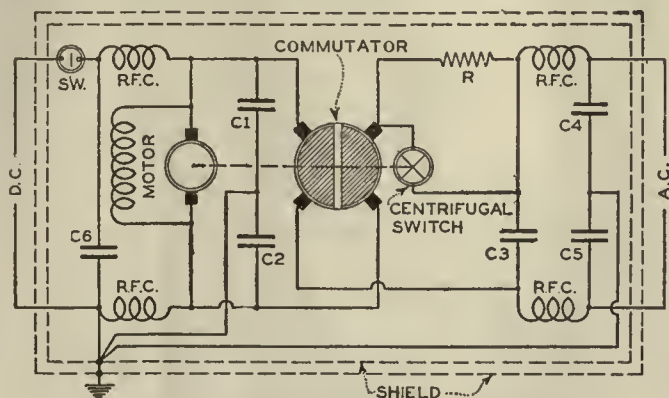 COMMUTATOR
R.F.C.
SW.
C1
R
R.F.C.
C4
D.C.
MOTOR
A.C.
CENTRIFUGAL
SWITCH
C6
C2
C3
C5
R.F.C.
R.F.C.
SHIELD